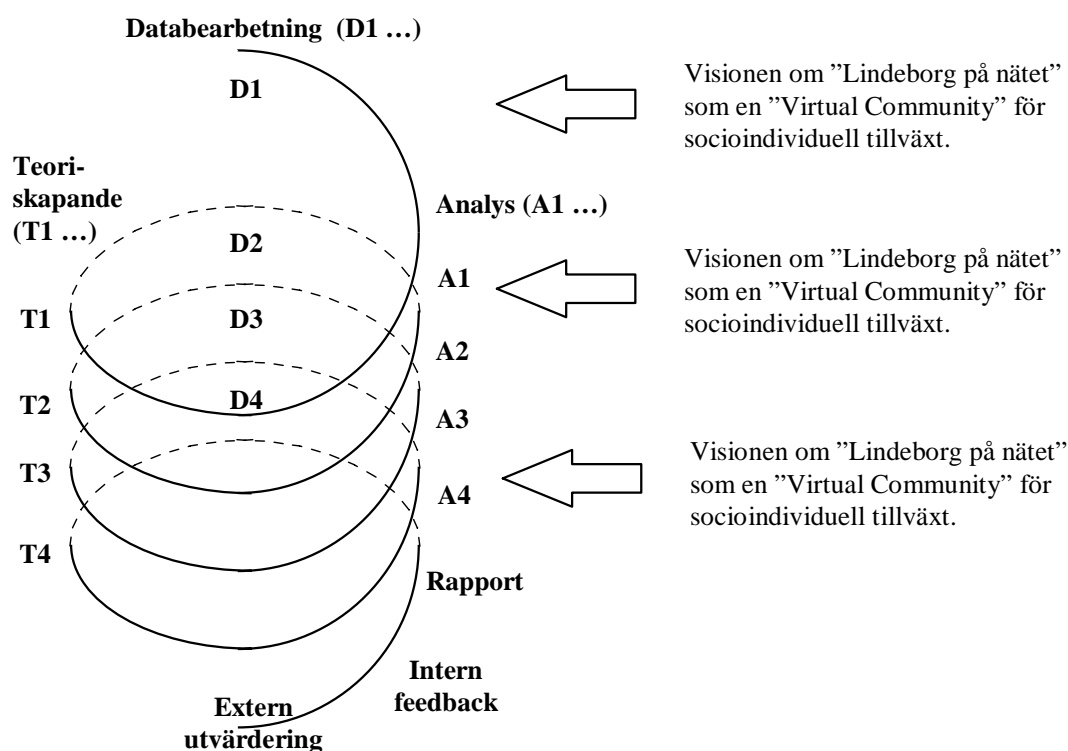 Databearbetning (D1 …)
D1
Visionen om ”Lindeborg på nätet”
som en ”Virtual Community” för
socioindividuell tillväxt.
Teori-
skapande
(T1 …)
Analys (A1 …)
D2
A1
Visionen om ”Lindeborg på nätet”
som en ”Virtual Community” för
socioindividuell tillväxt.
T1
D3
A2
T2
D4
A3
Visionen om ”Lindeborg på nätet”
som en ”Virtual Community” för
socioindividuell tillväxt.
T3
A4
T4
Rapport
Intern
feedback
Extern
utvärdering